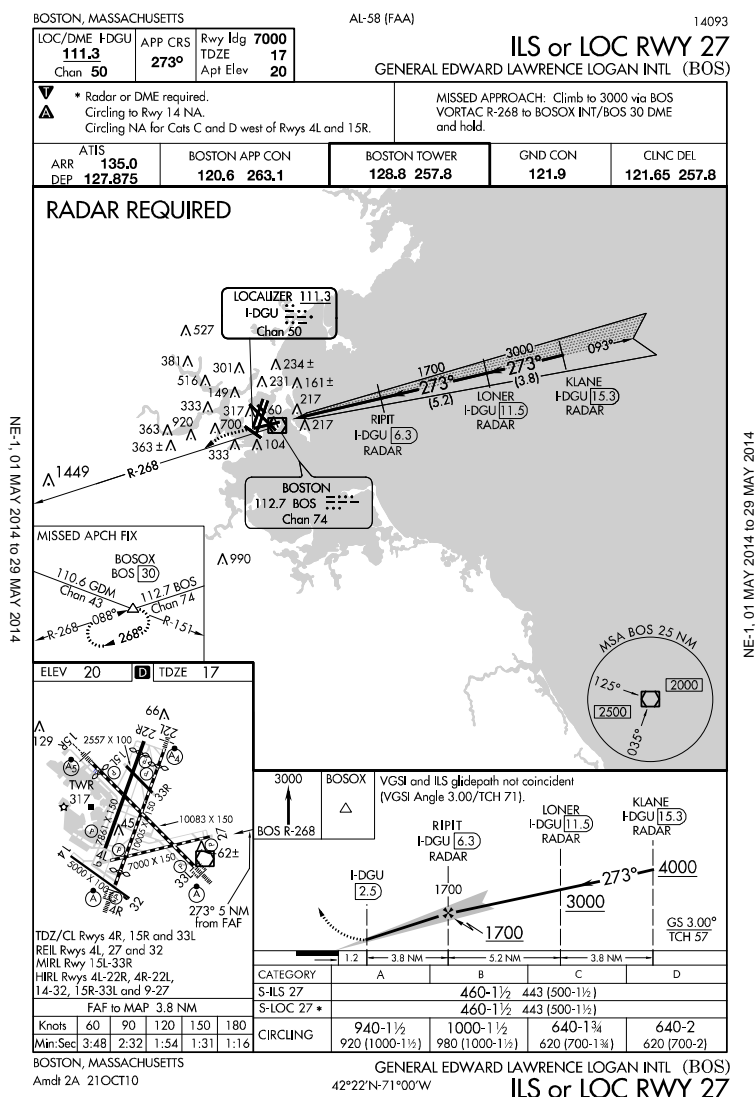 BOSTON, MASSACHUSETTS
AL-58 (FAA)
14093
LOC/DME I-DGU
111.3
Chan 50
APP CRS
273°
Rwy ldg 7000
TDZE 17
Apt Elev 20
ILS or LOC RWY 27
GENERAL EDWARD LAWRENCE LOGAN INTL (BOS)
T
A
* Radar or DME required.
Circling to Rwy 14 NA.
Circling NA for Cats C and D west of Rwys 4L and 15R.
MISSED APPROACH: Climb to 3000 via BOS
VORTAC R-268 to BOSOX INT/BOS 30 DME
and hold.
ATIS
ARR 135.0
DEP 127.875
BOSTON APP CON
120.6 263.1
BOSTON TOWER
128.8 257.8
GND CON
121.9
CLNC DEL
121.65 257.8
RADAR REQUIRED
LOCALIZER 111.3
I-DGU
Chan 50
527
381
301
234 ±
516
231
161±
149
217
333
317
60
920
700
217
363
363 ±
333
104
1449
R-268
990
1700
3000
093°
273°
273°
(5.2)
(3.8)
RIPIT
I-DGU 6.3
RADAR
LONER
I-DGU 11.5
RADAR
KLANE
I-DGU 15.3
RADAR
BOSTON
112.7 BOS
Chan 74
MISSED APCH FIX
BOSOX
BOS 30
110.6 GDM
Chan 43
112.7 BOS
Chan 74
R-268
088°
268°
R-151
MSA BOS 25 NM
125°
2000
2500
035°
NE-1, 01 MAY 2014 to 29 MAY 2014
NE-1, 01 MAY 2014 to 29 MAY 2014
ELEV 20
D
TDZE 17
129
66
15R
22R
22L
2557 X 100
15L
A5
A4
TWR
317
33R
7861 X 150
10005 X 150
10083 X 150
45
4L
9
27
7000 X 150
62±
14
5000 X 100
4R
32
33L
A
A
273° 5 NM
from FAF
TDZ/CL Rwys 4R, 15R and 33L
REIL Rwys 4L, 27 and 32
MIRL Rwy 15L-33R
HIRL Rwys 4L-22R, 4R-22L,
14-32, 15R-33L and 9-27
FAF to MAP 3.8 NM
Knots 60 90 120 150 180
Min:Sec 3:48 2:32 1:54 1:31 1:16
3000
BOS R-268
BOSOX
VGSI and ILS glidepath not coincident
(VGSI Angle 3.00/TCH 71).
RIPIT
I-DGU 6.3
RADAR
LONER
I-DGU 11.5
RADAR
KLANE
I-DGU 15.3
RADAR
I-DGU
2.5
1700
1700
273°
4000
3000
GS 3.00°
TCH 57
1.2
3.8 NM
5.2 NM
3.8 NM
CATEGORY A B C D
S-ILS 27 460-1½ 443 (500-1½)
S-LOC 27 * 460-1½ 443 (500-1½)
CIRCLING
940-1½
920 (1000-1½)
1000-1½
980 (1000-1½)
640-1¾
620 (700-1¾)
640-2
620 (700-2)
BOSTON, MASSACHUSETTS
Amdt 2A 21OCT10
42°22'N-71°00'W
GENERAL EDWARD LAWRENCE LOGAN INTL (BOS)
ILS or LOC RWY 27